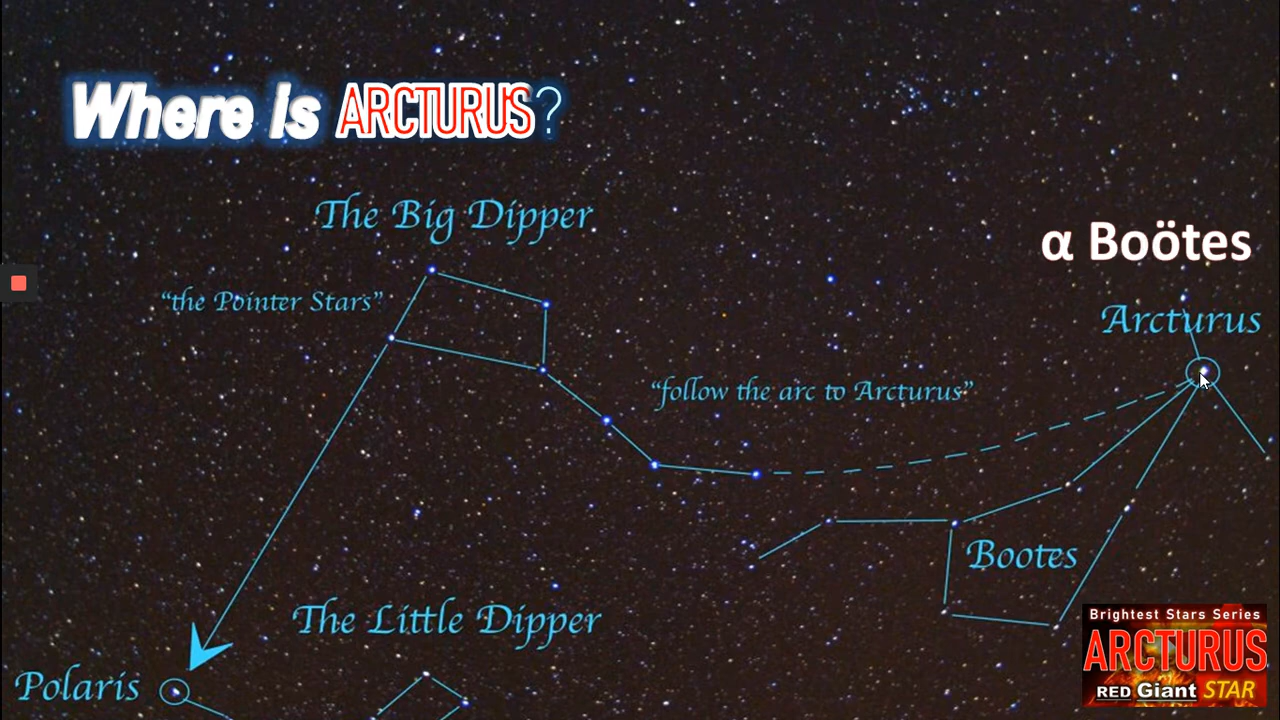 Where is ARCTURUS?
The Big Dipper
α Boötes
"the Pointer Stars"
Arcturus
"follow the arc to Arcturus"
Bootes
The Little Dipper
Polaris
Brightest Stars Series
ARCTURUS
RED Giant STAR